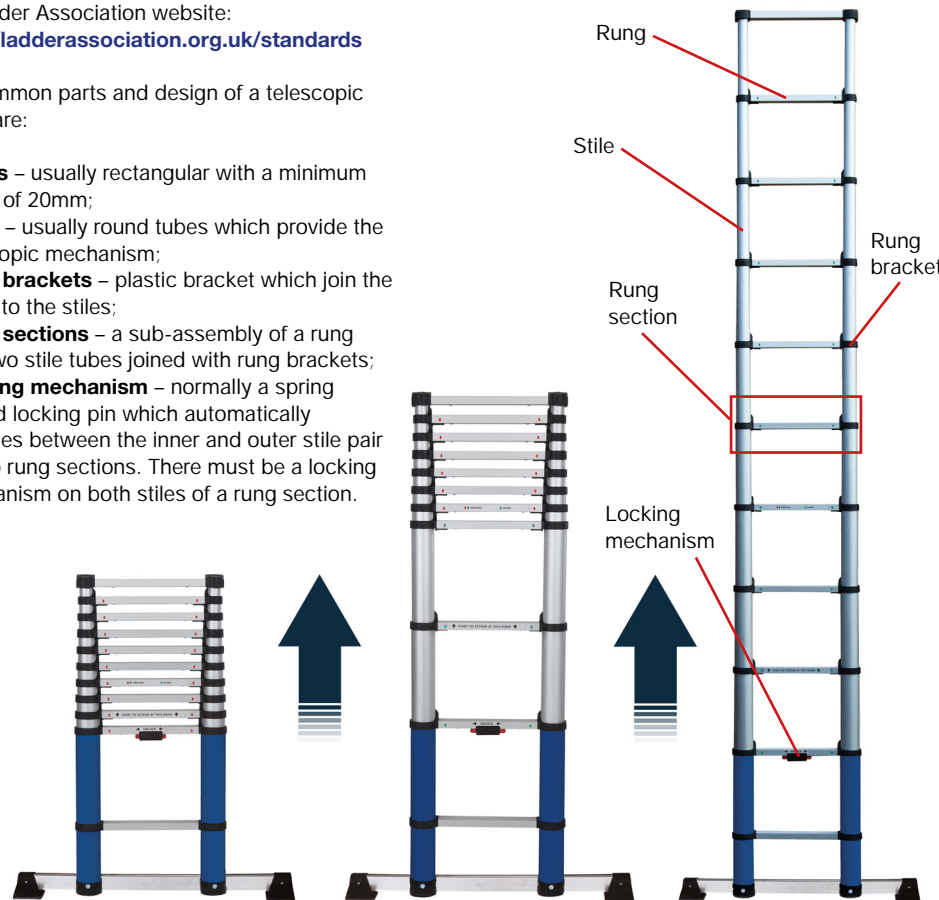 der Association website:
/ladderassociation.org.uk/standards
mmon parts and design of a telescopic
are:
s – usually rectangular with a minimum
of 20mm;
– usually round tubes which provide the
opic mechanism;
brackets – plastic bracket which join the
to the stiles;
sections – a sub-assembly of a rung
wo stile tubes joined with rung brackets;
ng mechanism – normally a spring
d locking pin which automatically
es between the inner and outer stile pair
rung sections. There must be a locking
anism on both stiles of a rung section.
Rung
Stile
Rung
bracket
Rung
section
Locking
mechanism
START TO EXTEND AT THIS RUNG
START TO EXTEND AT THIS RUNG